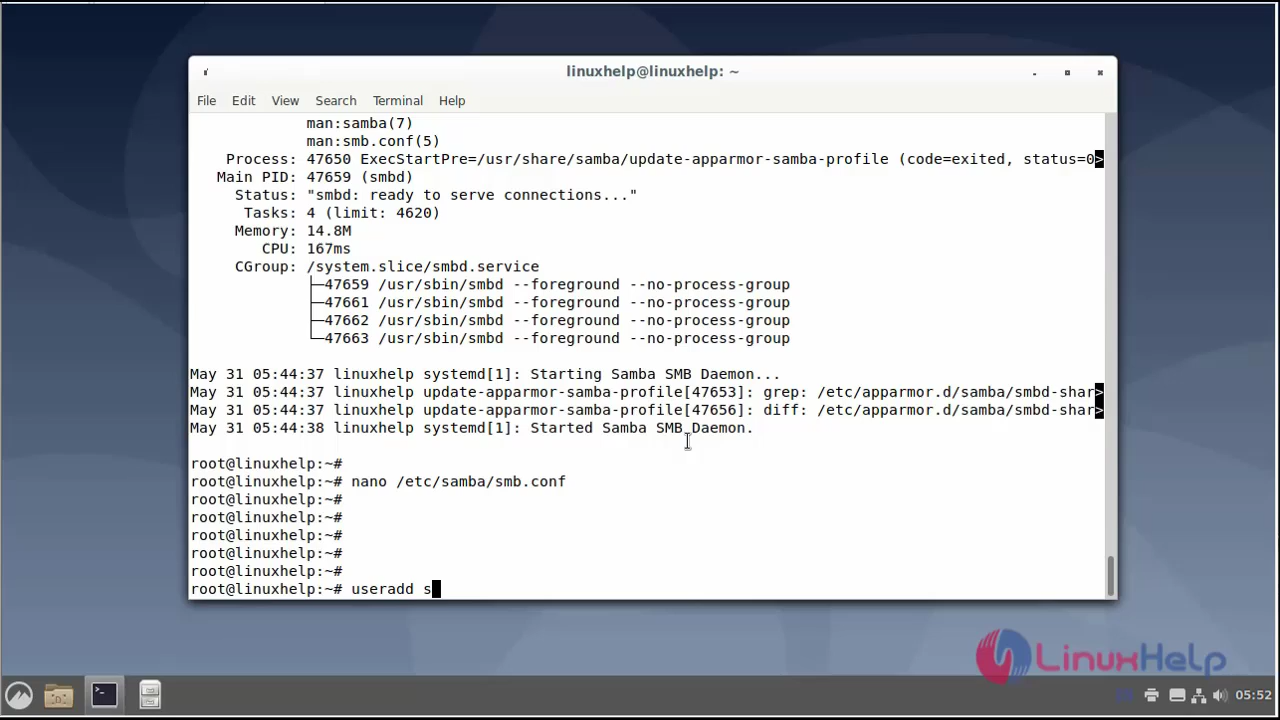 linuxhelp@linuxhelp: ~
File Edit View Search Terminal Help
man:samba(7)
man:smb.conf(5)
Process: 47650 ExecStartPre=/usr/share/samba/update-apparmor-samba-profile (code=exited, status=0>
Main PID: 47659 (smbd)
Status: "smbd: ready to serve connections..."
Tasks: 4 (limit: 4620)
Memory: 14.8M
CPU: 167ms
CGroup: /system.slice/smbd.service
├─47659 /usr/sbin/smbd --foreground --no-process-group
├─47661 /usr/sbin/smbd --foreground --no-process-group
├─47662 /usr/sbin/smbd --foreground --no-process-group
└─47663 /usr/sbin/smbd --foreground --no-process-group
May 31 05:44:37 linuxhelp systemd[1]: Starting Samba SMB Daemon...
May 31 05:44:37 linuxhelp update-apparmor-samba-profile[47653]: grep: /etc/apparmor.d/samba/smbd-shar>
May 31 05:44:37 linuxhelp update-apparmor-samba-profile[47656]: diff: /etc/apparmor.d/samba/smbd-shar>
May 31 05:44:38 linuxhelp systemd[1]: Started Samba SMB Daemon.
root@linuxhelp:~#
root@linuxhelp:~# nano /etc/samba/smb.conf
root@linuxhelp:~#
root@linuxhelp:~#
root@linuxhelp:~#
root@linuxhelp:~#
root@linuxhelp:~#
root@linuxhelp:~# useradd s
LinuxHelp
05:52